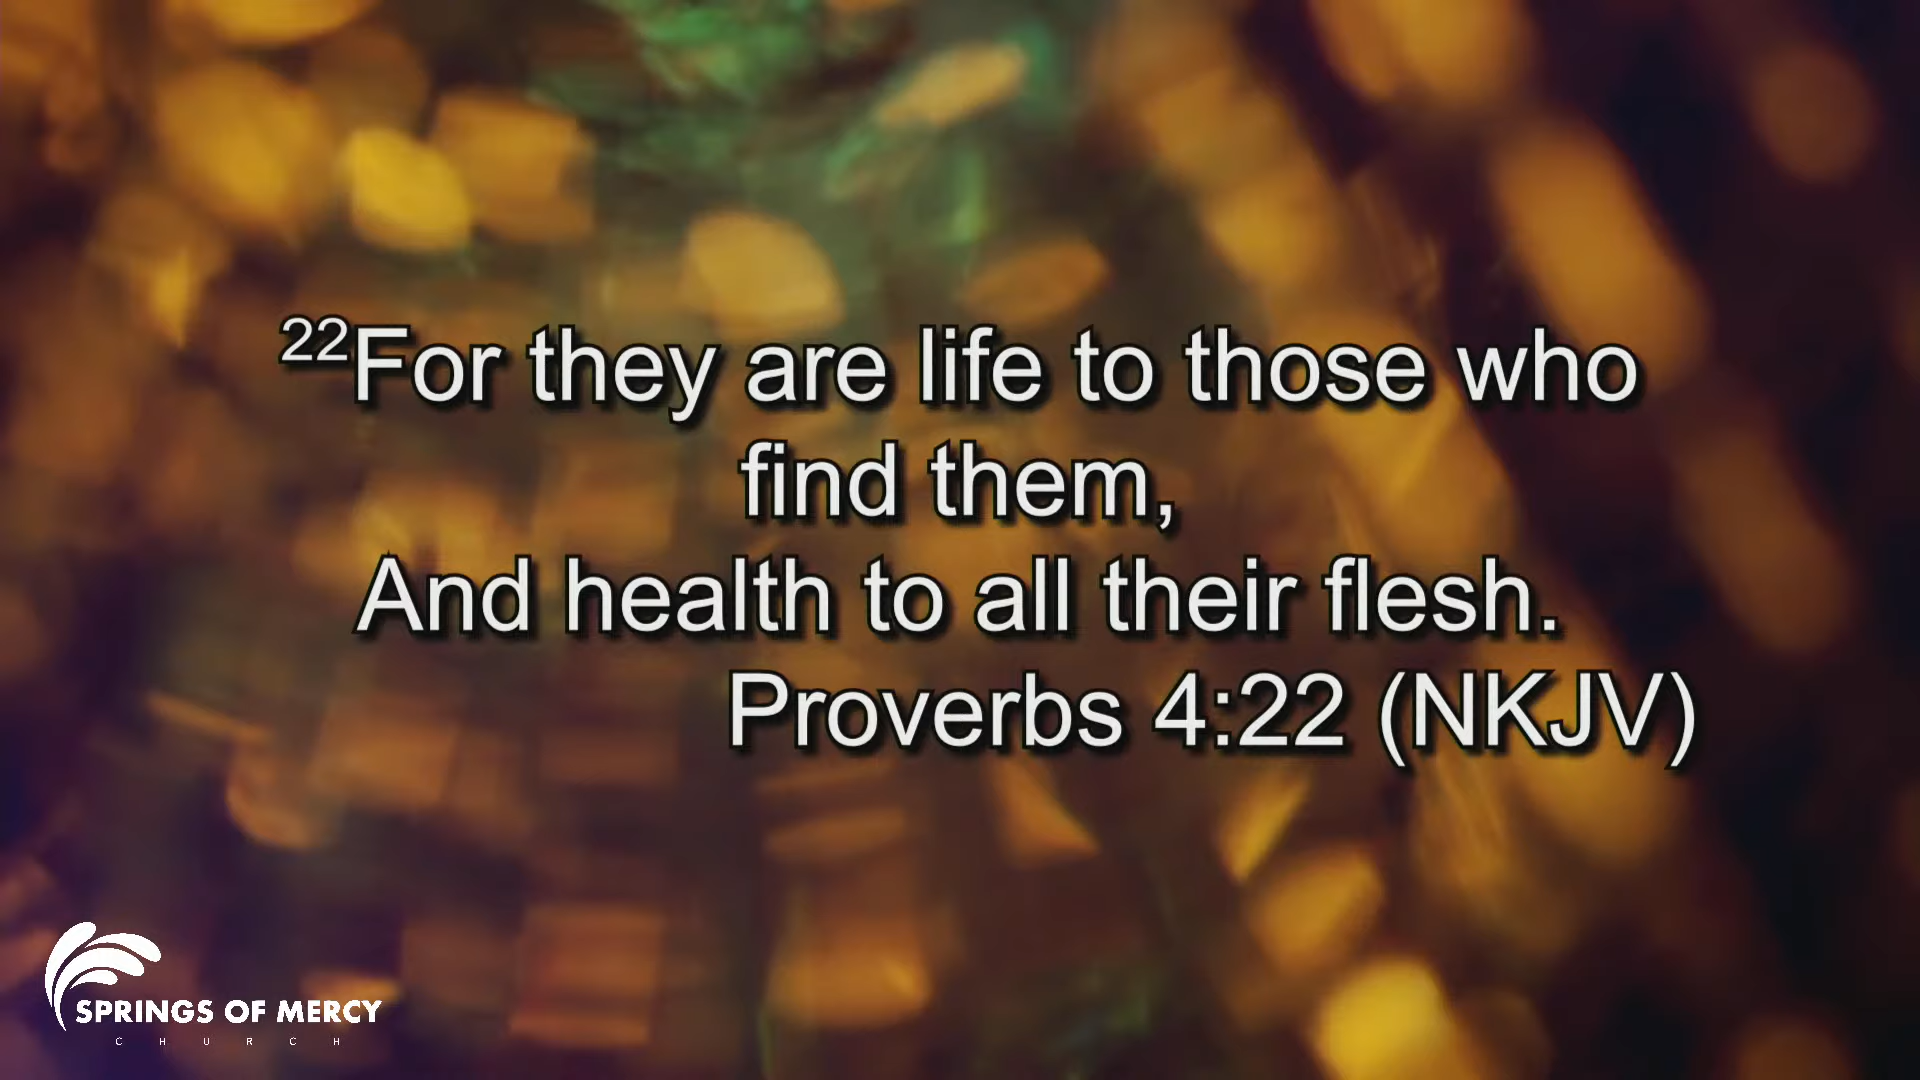 22For they are life to those who
find them,
And health to all their flesh.
Proverbs 4:22 (NKJV)
SPRINGS OF MERCY
CHURCH